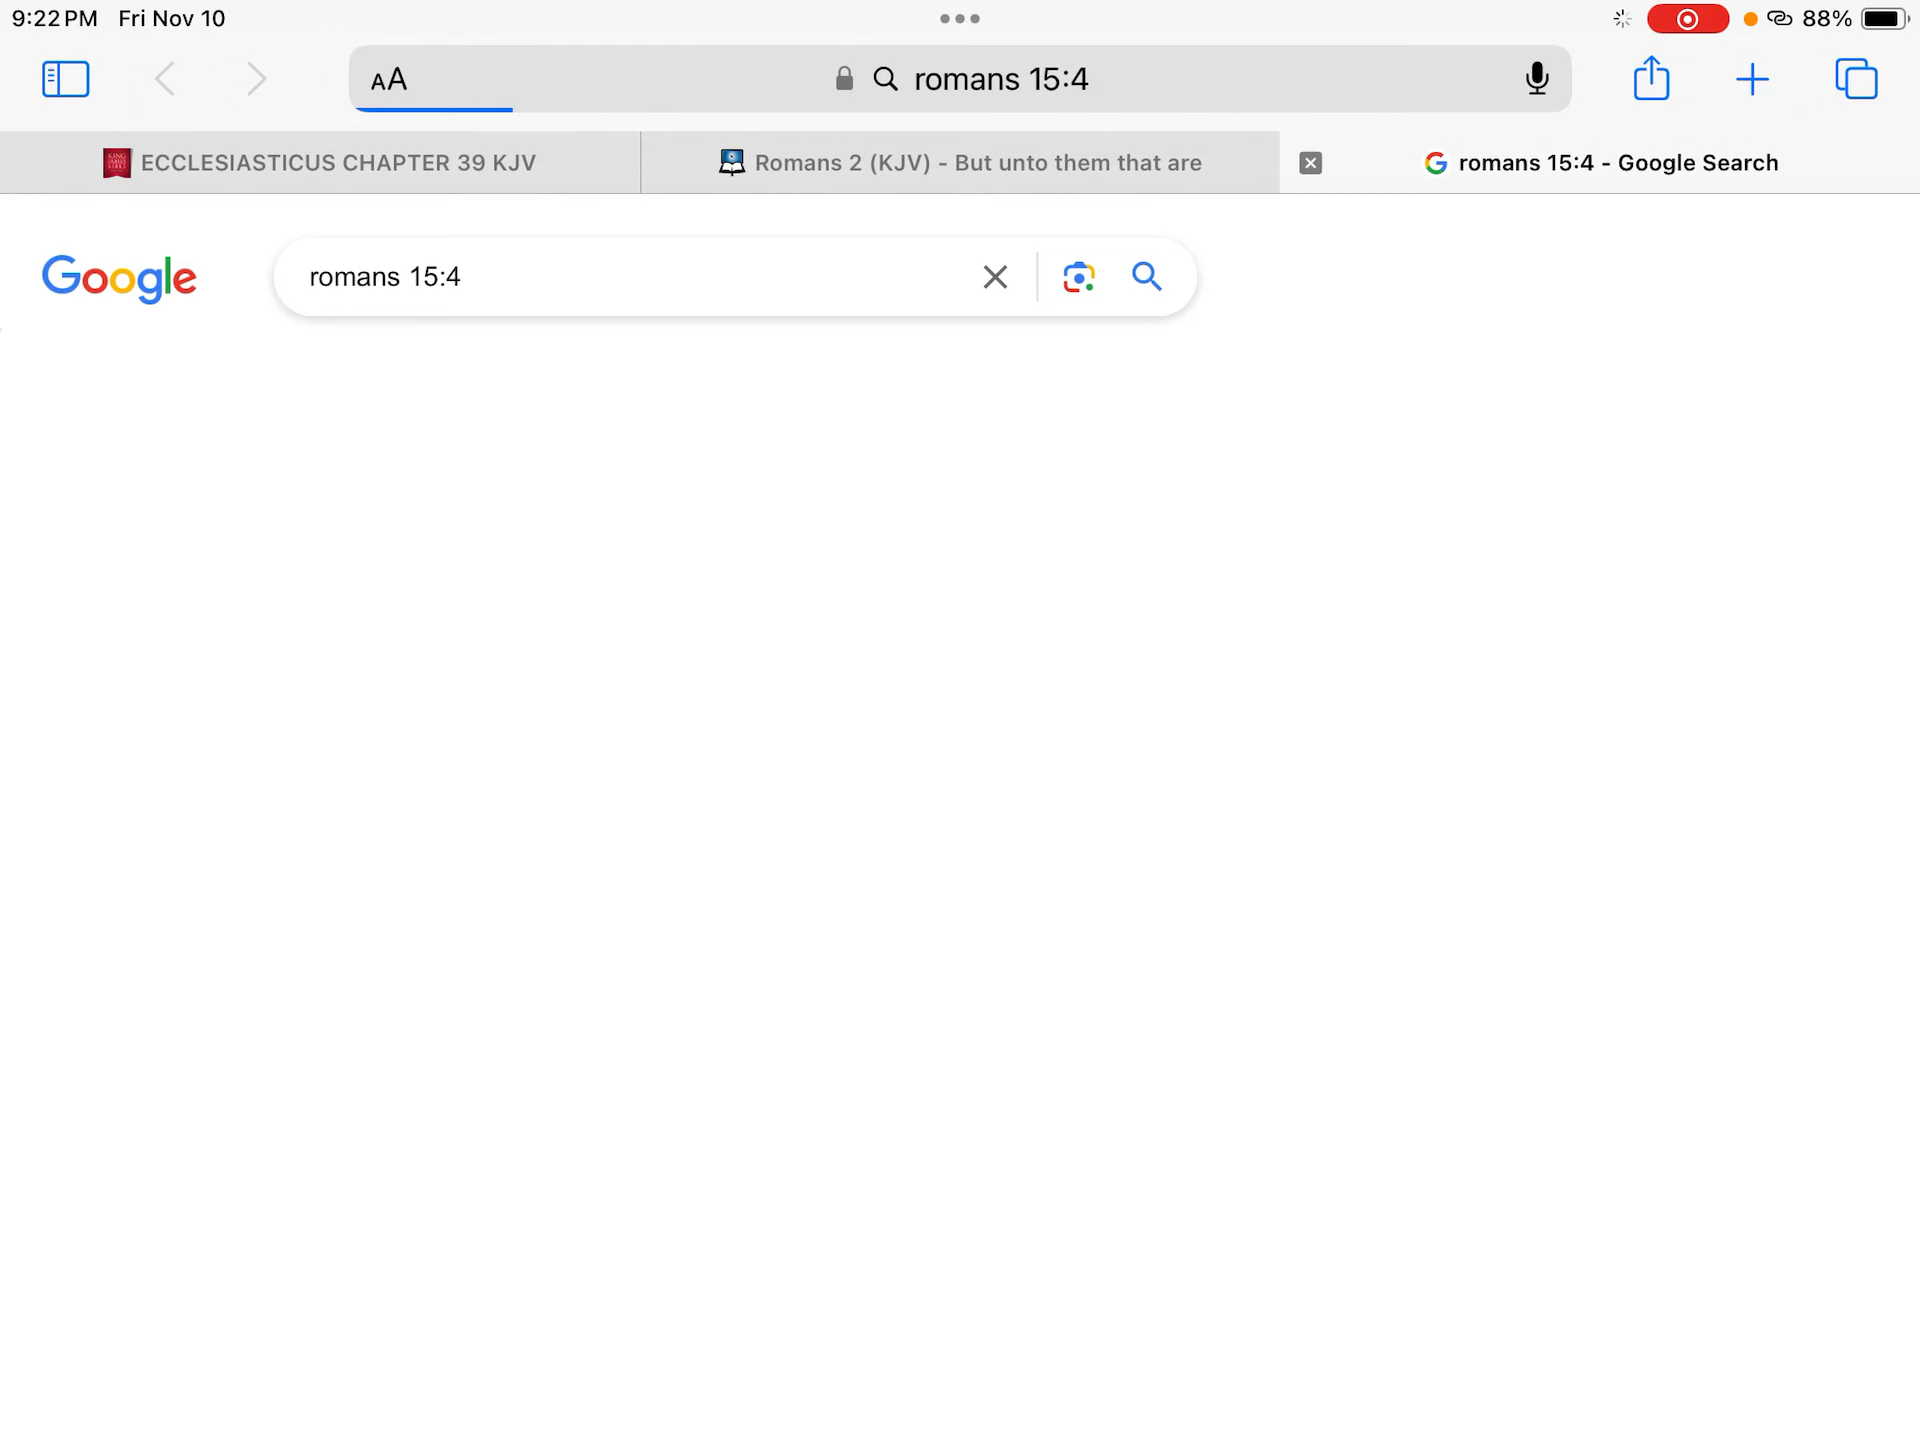 9:22 PM Fri Nov 10
88%
AA
romans 15:4
ECCLESIASTICUS CHAPTER 39 KJV
Romans 2 (KJV) - But unto them that are
romans 15:4 - Google Search
Google
romans 15:4